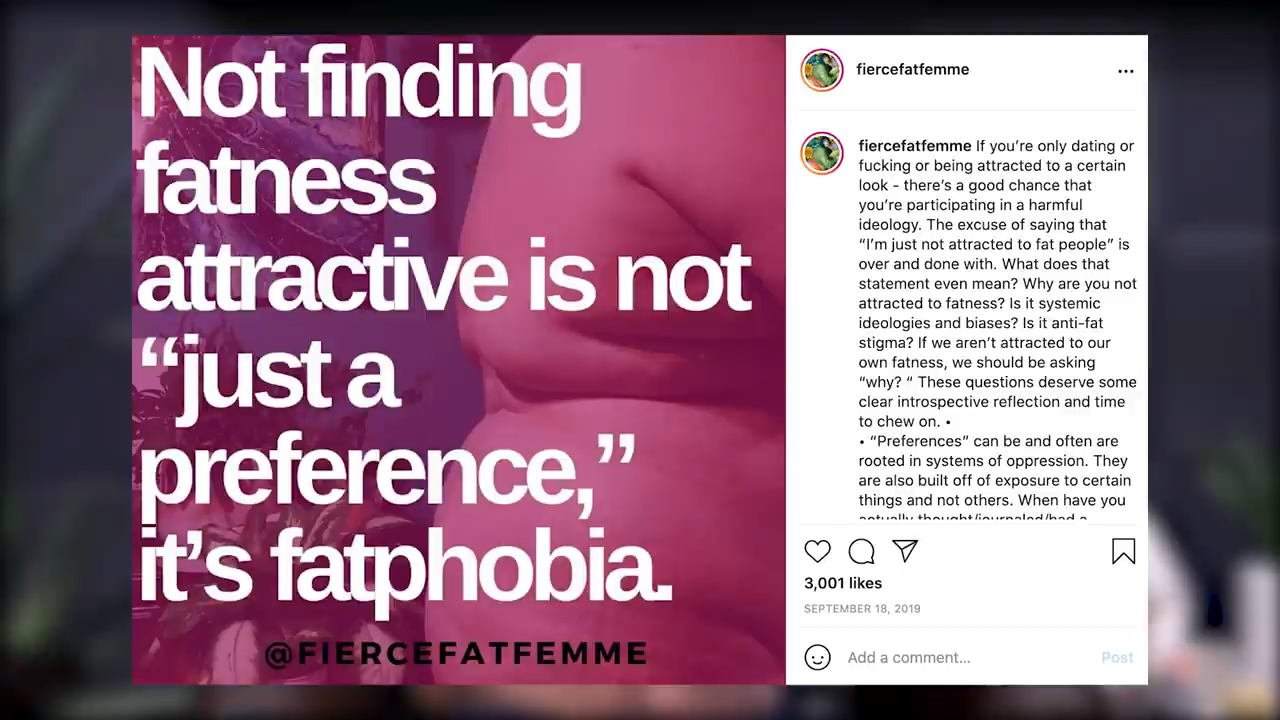 Not finding
fatness
attractive is not
“just a
preference,”
it’s fatphobia.
@FIERCEFATFEMME
fiercefatfemme
fiercefatfemme If you’re only dating or
fucking or being attracted to a certain
look - there’s a good chance that
you’re participating in a harmful
ideology. The excuse of saying that
“I’m just not attracted to fat people” is
over and done with. What does that
statement even mean? Why are you not
attracted to fatness? Is it systemic
ideologies and biases? Is it anti-fat
stigma? If we aren’t attracted to our
own fatness, we should be asking
“why? “ These questions deserve some
clear introspective reflection and time
to chew on. •
• “Preferences” can be and often are
rooted in systems of oppression. They
are also built off of exposure to certain
things and not others. When have you
actually thought/journaled/had a
3,001 likes
SEPTEMBER 18, 2019
Add a comment...
Post